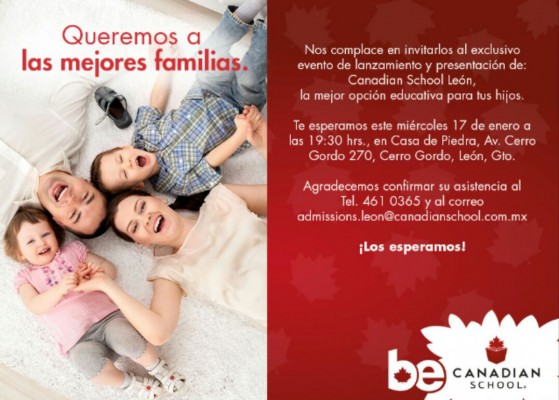 Queremos a
las mejores familias.
Nos complace en invitarlos al exclusivo
evento de lanzamiento y presentación de:
Canadian School León,
la mejor opción educativa para tus hijos.
Te esperamos este miércoles 17 de enero a
las 19:30 hrs., en Casa de Piedra, Av. Cerro
Gordo 270, Cerro Gordo, León, Gto.
Agradecemos confirmar su asistencia al
Tel. 461 0365 y al correo
admissions.leon@canadianschool.com.mx
¡Los esperamos!
be CANADIAN
SCHOOL®